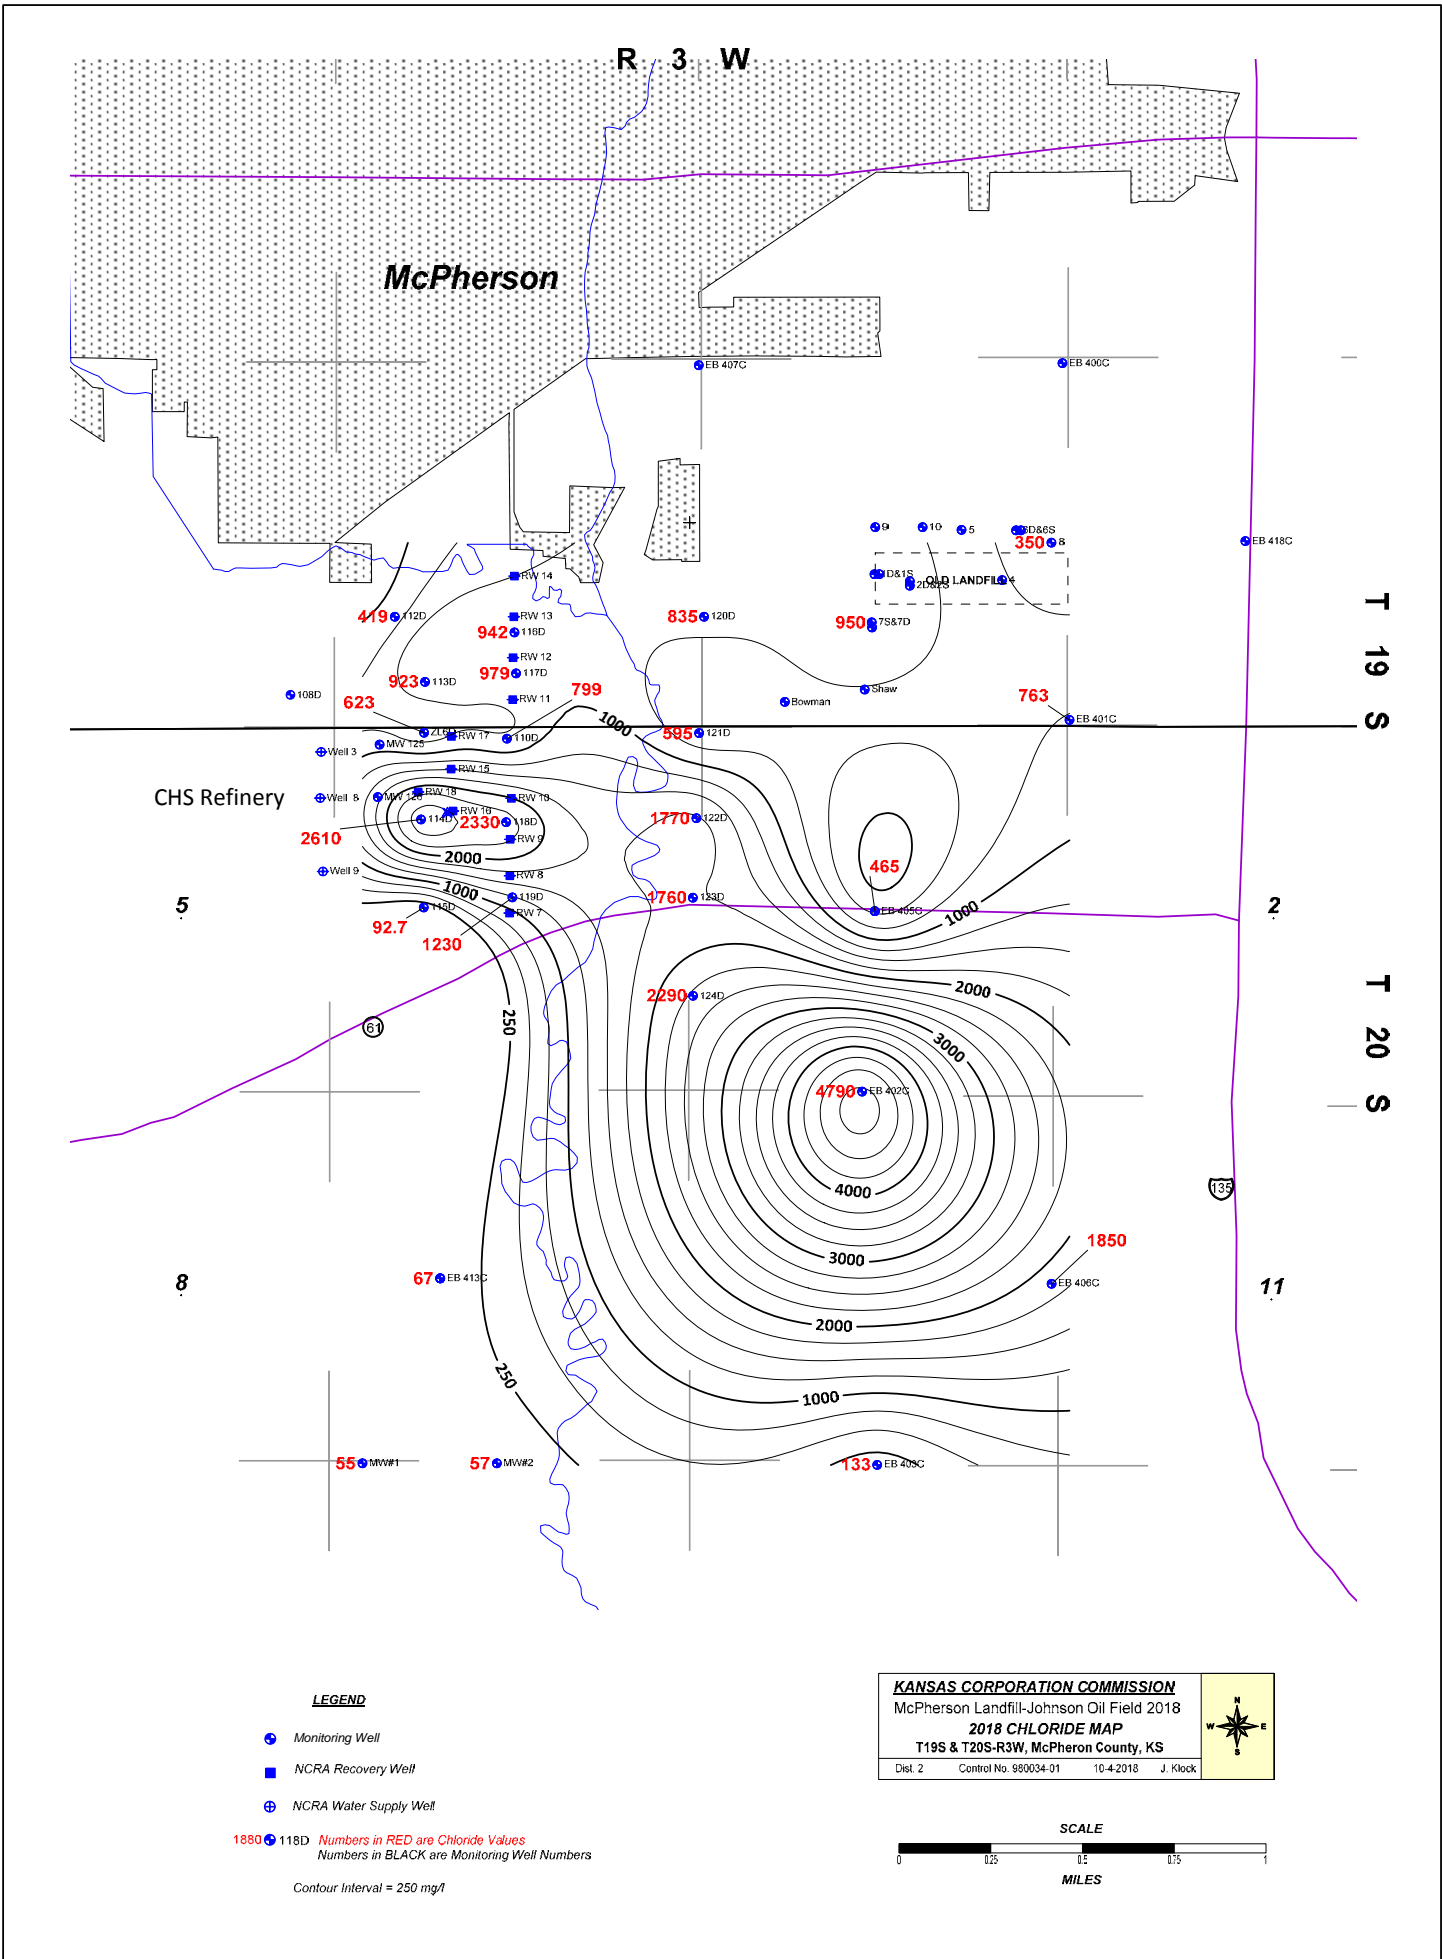 R 3 W
McPherson
EB 407C
EB 400C
9
10
5
6D&6S
350
8
EB 418C
RW 14
1D&1S
2D&2S
OLD LANDFILL
4
419
112D
RW 13
942
116D
835
120D
950
7S&7D
T 19 S
RW 12
979
117D
923
113D
108D
RW 11
799
623
Shaw
Bowman
763
EB 401C
1000
RW 17
110D
595
121D
MW 125
Well 3
RW 15
CHS Refinery
Well 8
MW 126
RW 18
RW 10
RW 16
114D
2330
118D
1770
122D
2610
RW 9
2000
465
Well 9
RW 8
1000
119D
1760
123D
5
115D
RW 7
EB 405C
1000
2
92.7
1230
T 20 S
2000
2290
124D
250
61
3000
4790
EB 402C
4000
135
1850
3000
67
EB 413C
EB 406C
8
11
2000
250
1000
55
MW#1
57
MW#2
133
EB 403C
LEGEND
Monitoring Well
NCRA Recovery Well
NCRA Water Supply Well
1880 118D Numbers in RED are Chloride Values
Numbers in BLACK are Monitoring Well Numbers
Contour Interval = 250 mg/l
KANSAS CORPORATION COMMISSION
McPherson Landfill-Johnson Oil Field 2018
2018 CHLORIDE MAP
T19S & T20S-R3W, McPheron County, KS
Dist. 2 Control No. 980034-01 10-4-2018 J. Klock
N
W E
S
SCALE
0 0.25 0.5 0.75 1
MILES